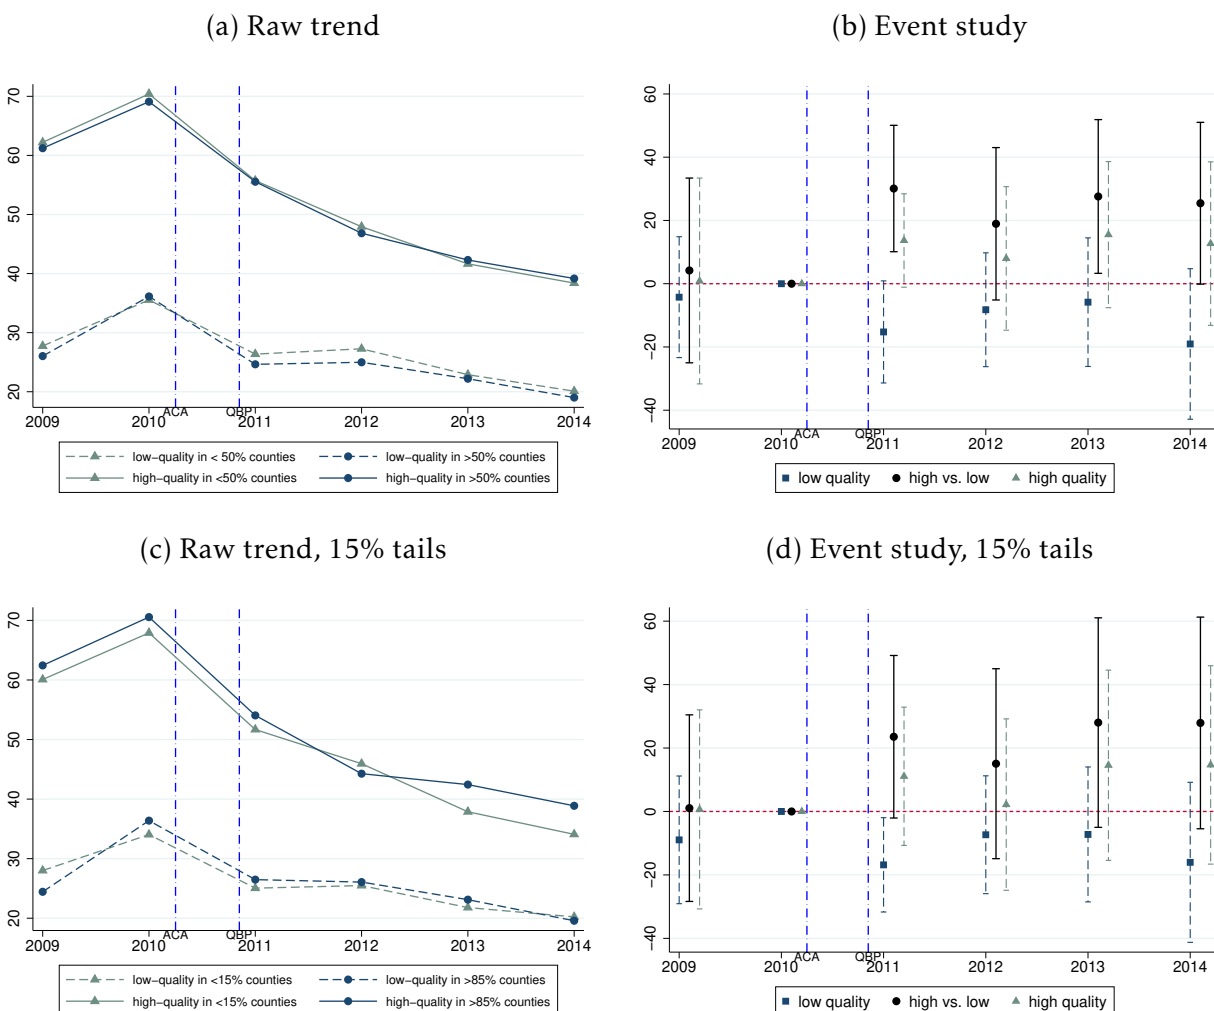 (a) Raw trend
70
60
50
40
30
20
2009 2010 ACA QBP 2011 2012 2013 2014
low−quality in < 50% counties low−quality in >50% counties
high−quality in <50% counties high−quality in >50% counties
(b) Event study
60
40
20
0
−20
−40
2009 2010 ACA QBP 2011 2012 2013 2014
low quality high vs. low high quality
(c) Raw trend, 15% tails
70
60
50
40
30
20
2009 2010 ACA QBP 2011 2012 2013 2014
low−quality in <15% counties low−quality in >85% counties
high−quality in <15% counties high−quality in >85% counties
(d) Event study, 15% tails
60
40
20
0
−20
−40
2009 2010 ACA QBP 2011 2012 2013 2014
low quality high vs. low high quality